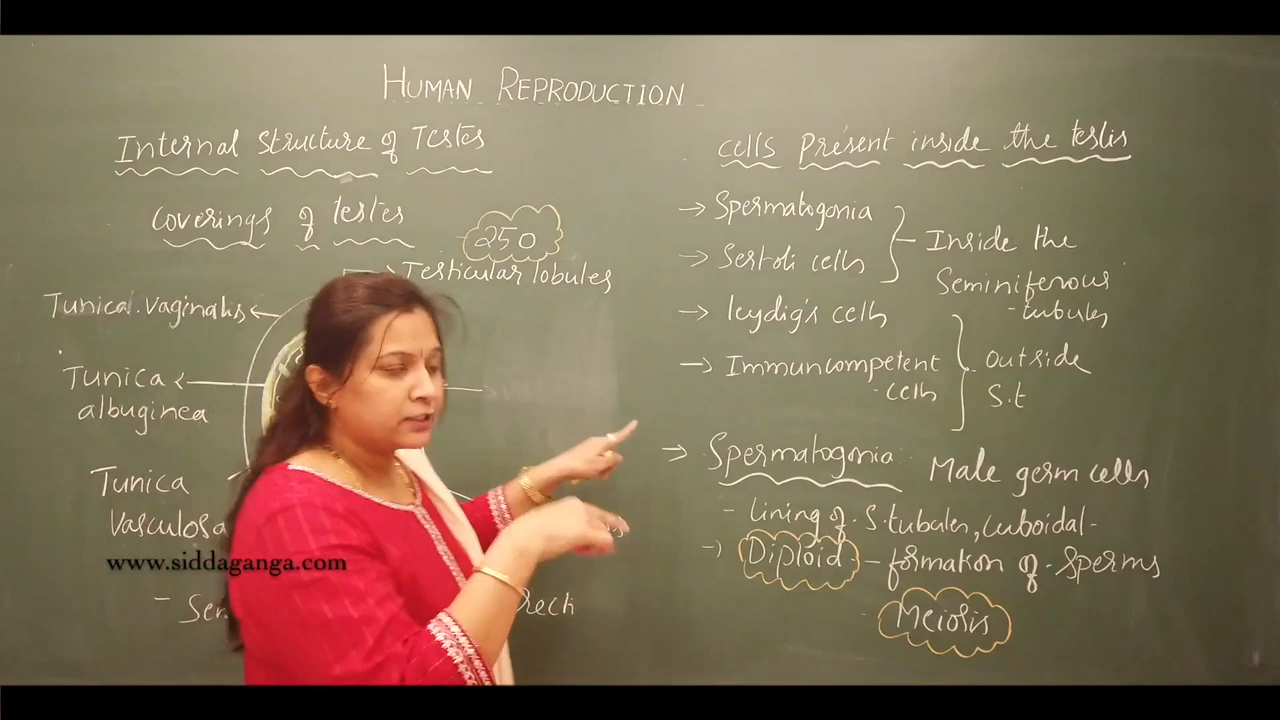 HUMAN REPRODUCTION
Internal structure of Testes
coverings of testes
250
Testicular lobules
Tunica vaginalis
Tunica
albuginea
Tunica
Vasculosa
www.siddaganga.com
cells Present inside the testis
→ Spermatogonia
→ Sertoli cells
Inside the
Seminiferous
-tubules
→ leydig's cells
→ Immuncompetent
-cells
outside
S.t
→ Spermatogonia Male germ cells
- lining of S.tubules, cuboidal-
-> Diploid - formation of Sperms
Meiosis